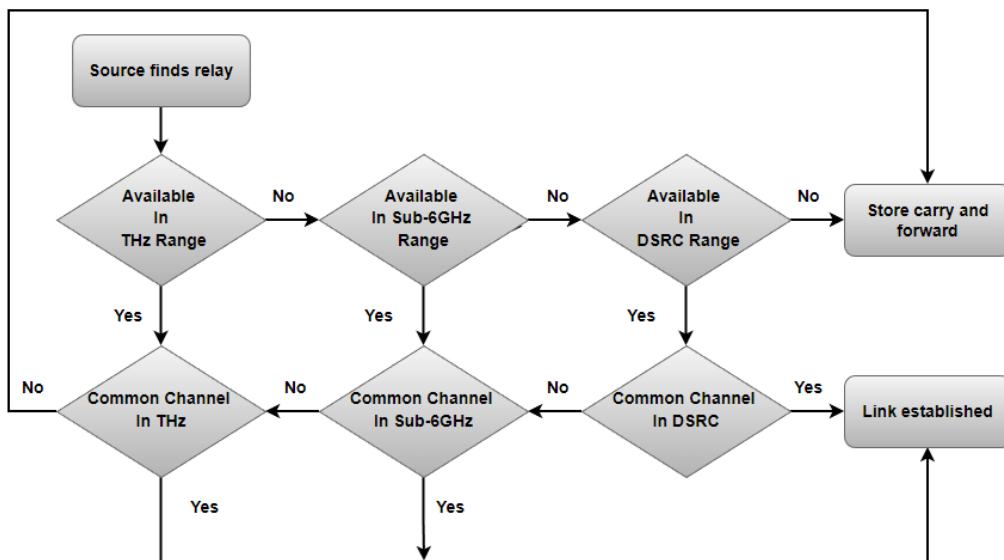 Source finds relay
Available
In
THz Range
No
Available
In Sub-6GHz
Range
No
Available
In
DSRC Range
No
Store carry and
forward
Yes
Yes
Yes
No
Common Channel
In THz
No
Common Channel
In Sub-6GHz
No
Common Channel
In DSRC
Yes
Link established
Yes
Yes